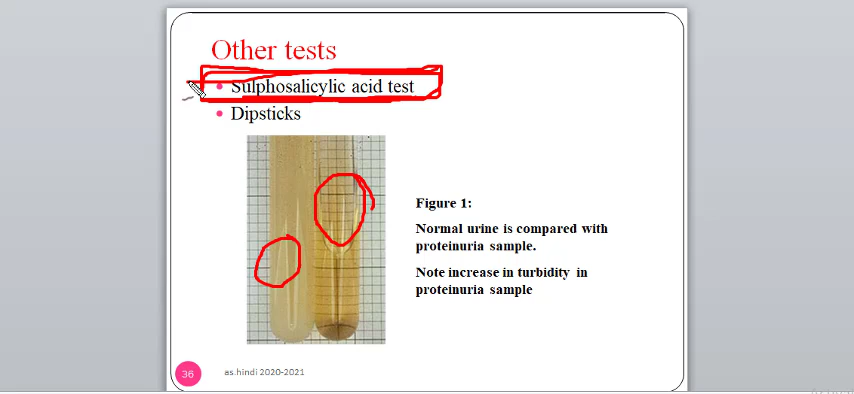 Other tests
• Sulphosalicylic acid test
• Dipsticks
Figure 1:
Normal urine is compared with
proteinuria sample.
Note increase in turbidity in
proteinuria sample
36
as.hindi 2020-2021